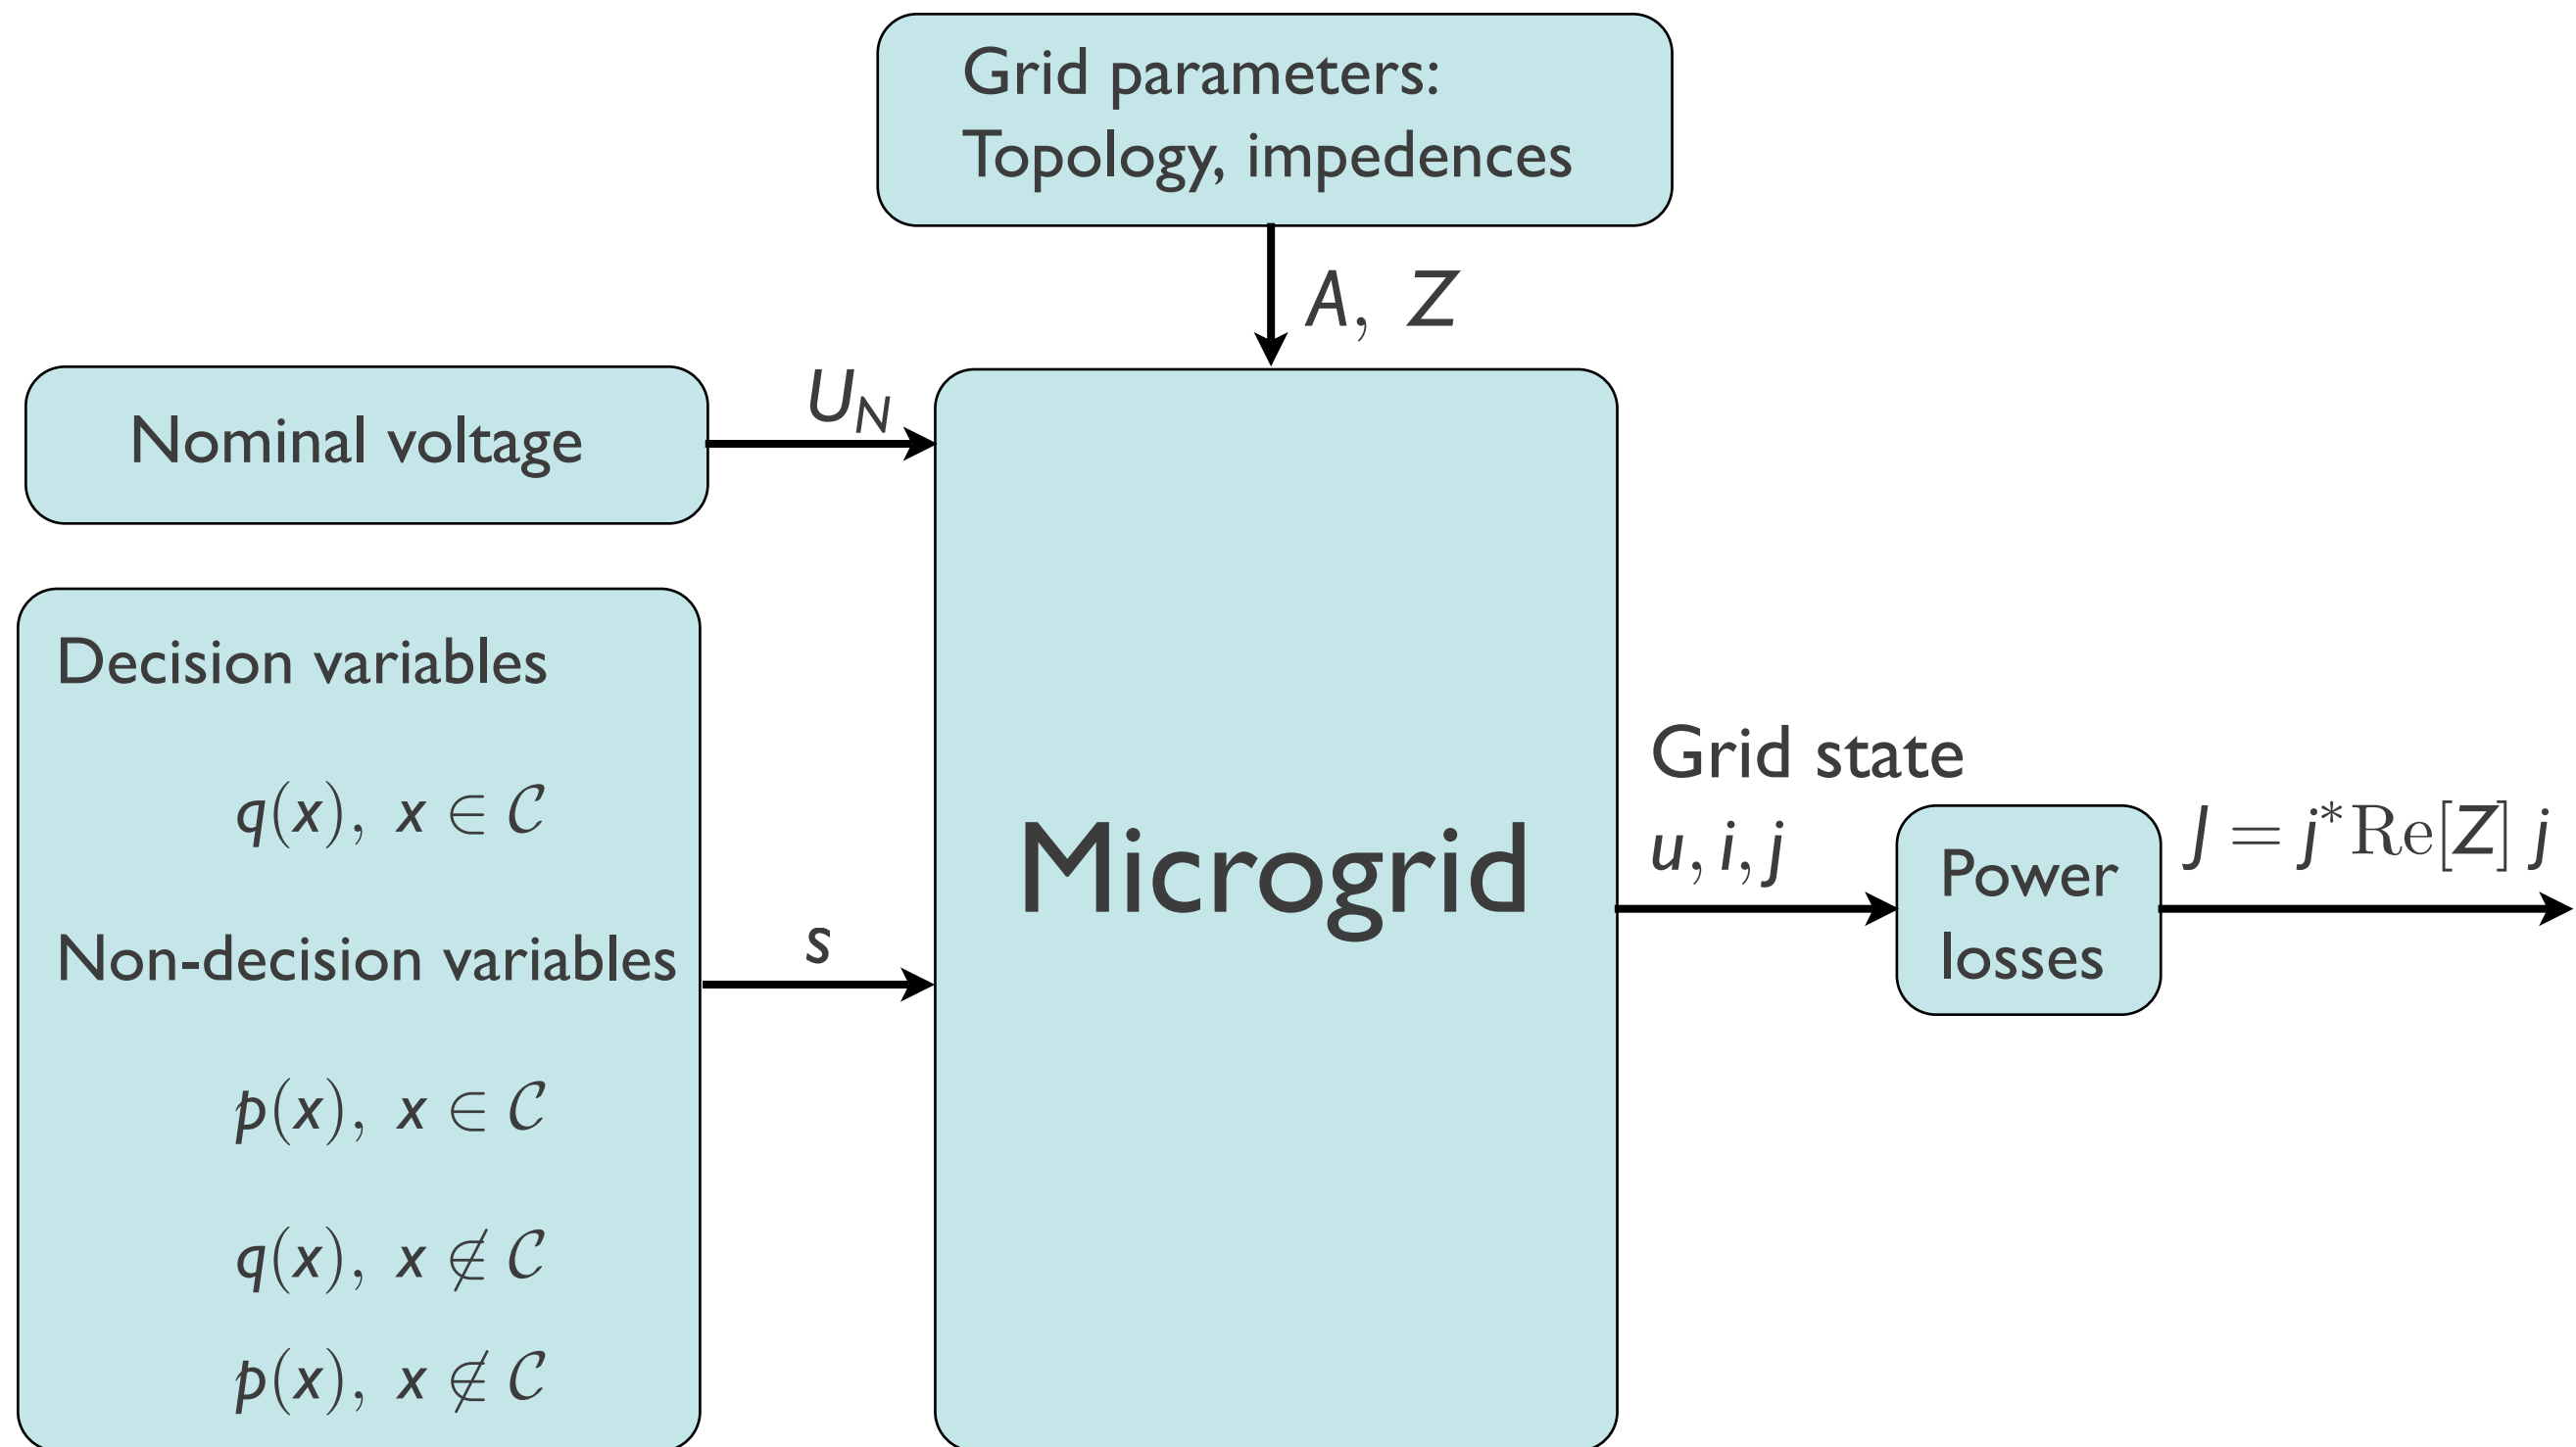 Grid parameters:
Topology, impedences
A, Z
Nominal voltage
U_N
Decision variables
q(x), x ∈ 𝒞
Non-decision variables
p(x), x ∈ 𝒞
q(x), x ∉ 𝒞
p(x), x ∉ 𝒞
s
Microgrid
Grid state
u, i, j
Power
losses
J = j* Re[Z] j